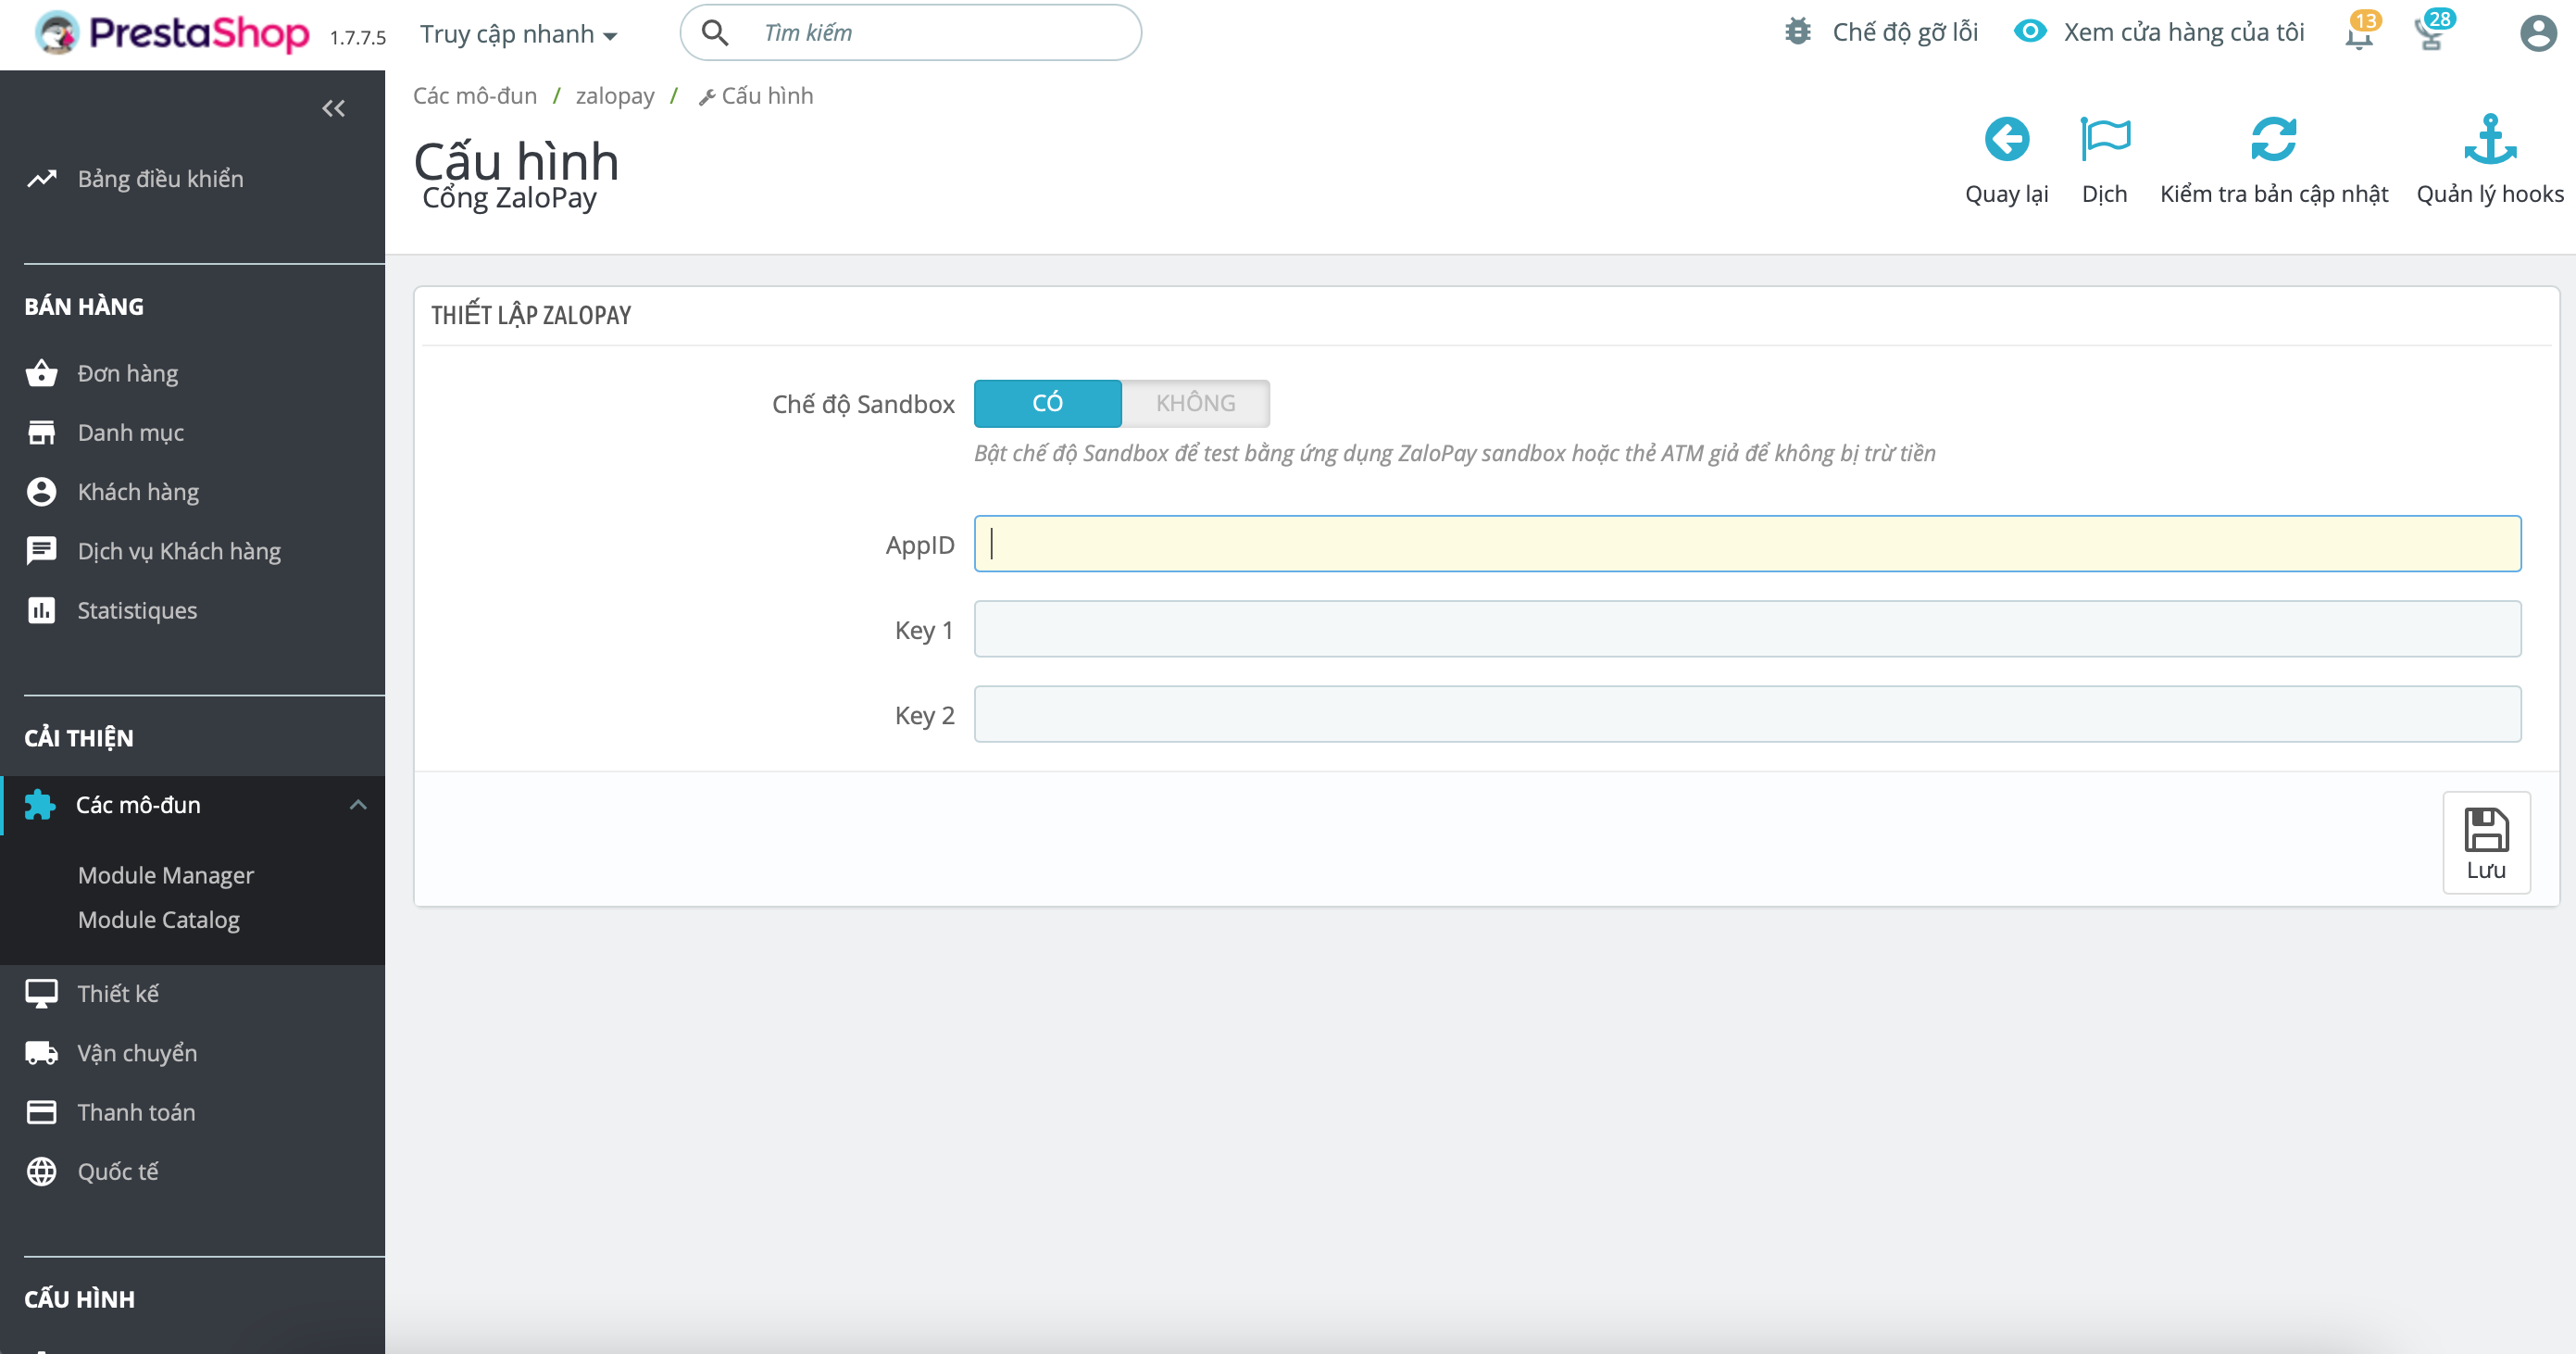 PrestaShop 1.7.7.5 Truy cập nhanh Tìm kiếm Chế độ gỡ lỗi Xem cửa hàng của tôi 13 28
Các mô-đun / zalopay / Cấu hình
Cấu hình
Cổng ZaloPay
Quay lại Dịch Kiểm tra bản cập nhật Quản lý hooks
Bảng điều khiển
BÁN HÀNG
Đơn hàng
Danh mục
Khách hàng
Dịch vụ Khách hàng
Statistiques
CẢI THIỆN
Các mô-đun
Module Manager
Module Catalog
Thiết kế
Vận chuyển
Thanh toán
Quốc tế
CẤU HÌNH
THIẾT LẬP ZALOPAY
Chế độ Sandbox CÓ KHÔNG
Bật chế độ Sandbox để test bằng ứng dụng ZaloPay sandbox hoặc thẻ ATM giả để không bị trừ tiền
AppID
Key 1
Key 2
Lưu